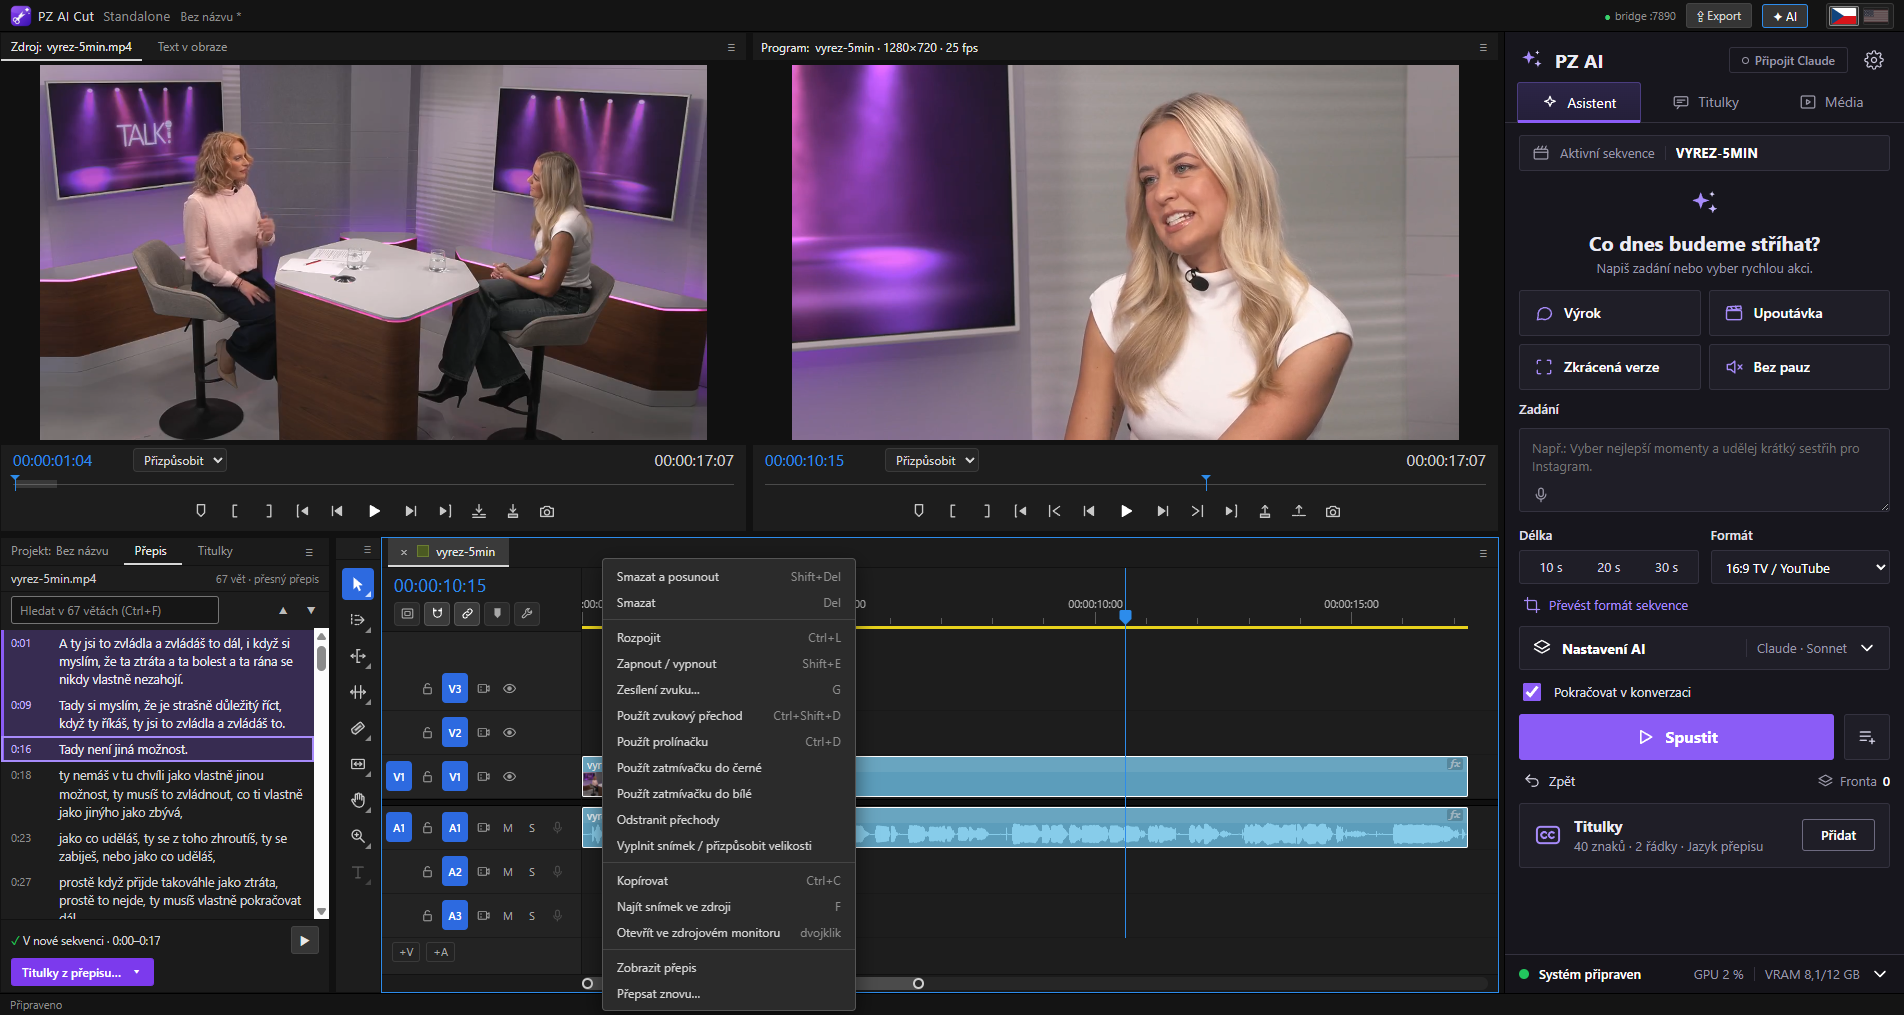 PZ AI Cut Standalone Bez názvu *
bridge :7890 Export AI
Zdroj: vyrez-5min.mp4 Text v obraze
Program: vyrez-5min · 1280×720 · 25 fps
TALK!
00:00:01:04 Přizpůsobit 00:00:17:07
00:00:10:15 Přizpůsobit 00:00:17:07
Projekt: Bez názvu Přepis Titulky
vyrez-5min.mp4 67 vět · přesný přepis
Hledat v 67 větách (Ctrl+F)
0:01 A ty jsi to zvládla a zvládáš to dál, i když si
myslím, že ta ztráta a ta bolest a ta rána se
nikdy vlastně nezahojí.
0:09 Tady si myslím, že je strašně důležitý říct,
když ty říkáš, ty jsi to zvládla a zvládáš to.
0:16 Tady není jiná možnost.
0:18 ty nemáš v tu chvíli jako vlastně jinou
možnost, ty musíš to zvládnout, co ti vlastně
jako jinýho jako zbývá,
0:23 jako co uděláš, ty se z toho zhroutíš, ty se
zabiješ, nebo jako co uděláš,
0:27 prostě když přijde takováhle jako ztráta,
prostě to nejde, ty musíš vlastně pokračovat
dál
✓ V nové sekvenci · 0:00–0:17
Titulky z přepisu...
Připraveno
vyrez-5min
00:00:10:15
00:00:10:00 00:00:15:00
V3
V2
V1 V1
A1 A1 M S
A2 M S
A3 M S
+V +A
fx
fx
Smazat a posunout Shift+Del
Smazat Del
Rozpojit Ctrl+L
Zapnout / vypnout Shift+E
Zesílení zvuku... G
Použít zvukový přechod Ctrl+Shift+D
Použít prolínačku Ctrl+D
Použít zatmívačku do černé
Použít zatmívačku do bílé
Odstranit přechody
Vyplnit snímek / přizpůsobit velikosti
Kopírovat Ctrl+C
Najít snímek ve zdroji F
Otevřít ve zdrojovém monitoru dvojklik
Zobrazit přepis
Přepsat znovu...
PZ AI Připojit Claude
Asistent Titulky Média
Aktivní sekvence VYREZ-5MIN
Co dnes budeme stříhat?
Napiš zadání nebo vyber rychlou akci.
Výrok Upoutávka
Zkrácená verze Bez pauz
Zadání
Např.: Vyber nejlepší momenty a udělej krátký sestřih pro
Instagram.
Délka Formát
10 s 20 s 30 s 16:9 TV / YouTube
Převést formát sekvence
Nastavení AI Claude · Sonnet
Pokračovat v konverzaci
Spustit
Zpět Fronta 0
CC Titulky
40 znaků · 2 řádky · Jazyk přepisu
Přidat
Systém připraven GPU 2 % VRAM 8,1/12 GB